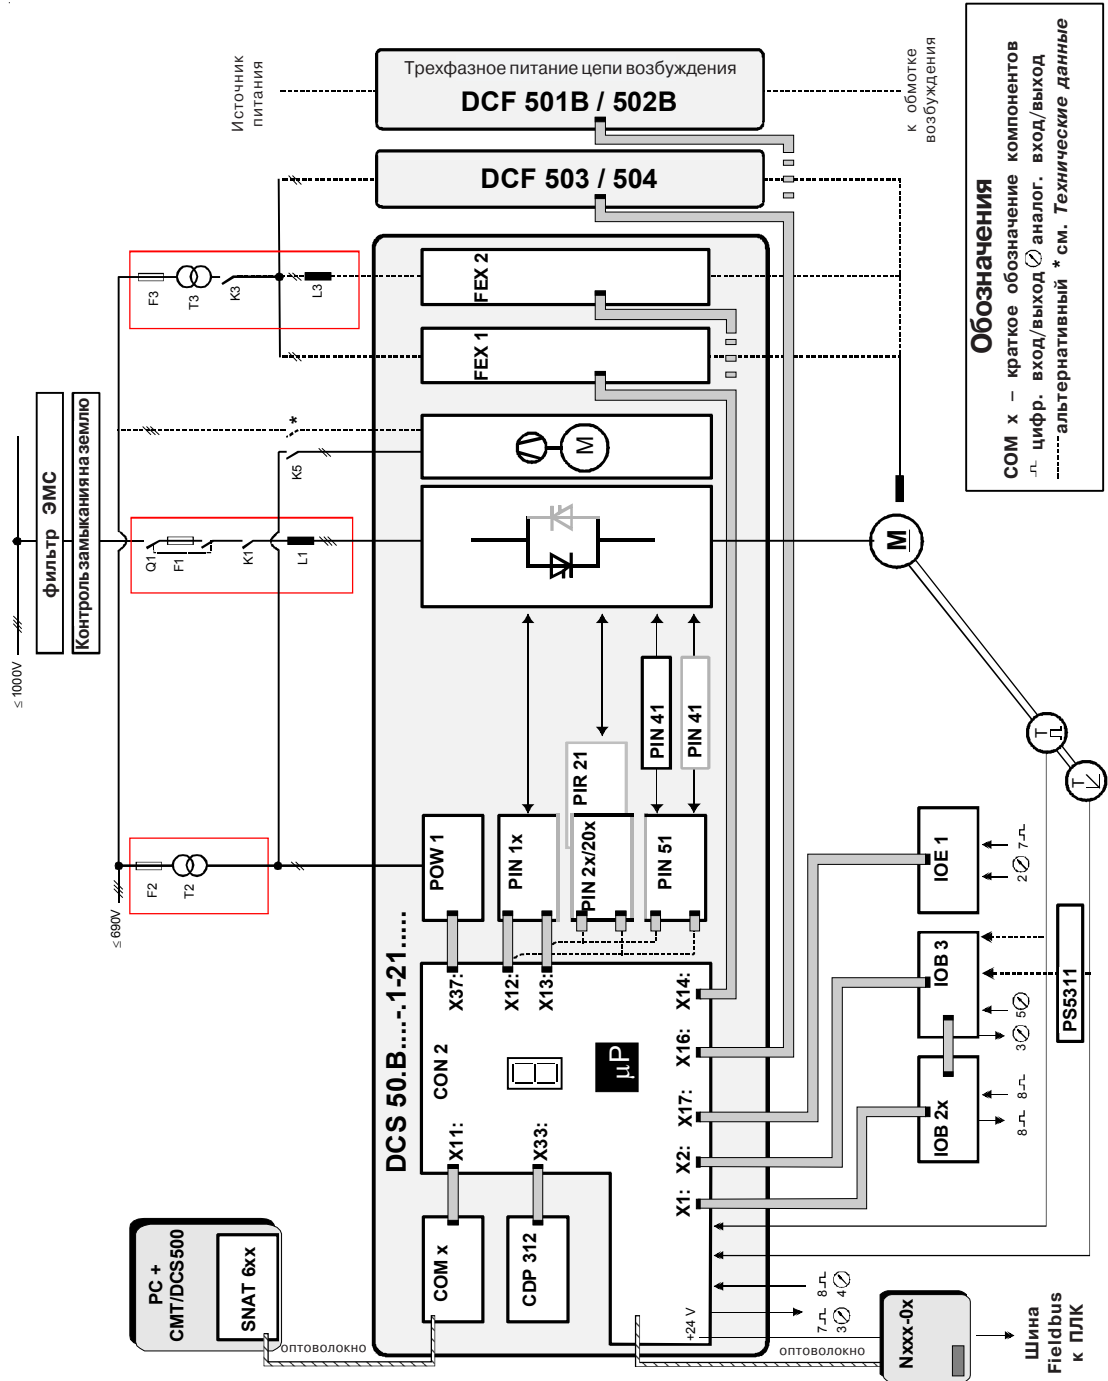 Источник
питания
Трехфазное питание цепи возбуждения
DCF 501B / 502B
к обмотке
возбуждения
DCF 503 / 504
Обозначения
COM x – краткое обозначение компонентов
цифр. вход/выход аналог. вход/выход
альтернативный * см. Технические данные
≤ 1000V
фильтр ЭМС
Контроль замыкания на землю
F3
T3
K3
L3
FEX 2
FEX 1
K5
*
M
Q1
F1
K1
L1
M
≤ 690V
F2
T2
DCS 50.B....-.1-21.....
POW 1
PIN 1x
PIR 21
PIN 2x/20x
PIN 41
PIN 41
PIN 51
X37:
X12:
X13:
CON 2
µP
X11:
X33:
X14:
X16:
X17:
X2:
X1:
COM x
CDP 312
PC +
CMT/DCS500
SNAT 6xx
оптоволокно
+24 V
7
3
8
4
оптоволокно
Nxxx-0x
Шина
Fieldbus
к ПЛК
IOB 2x
8
8
IOB 3
3
5
IOE 1
2
7
PS5311
T
T